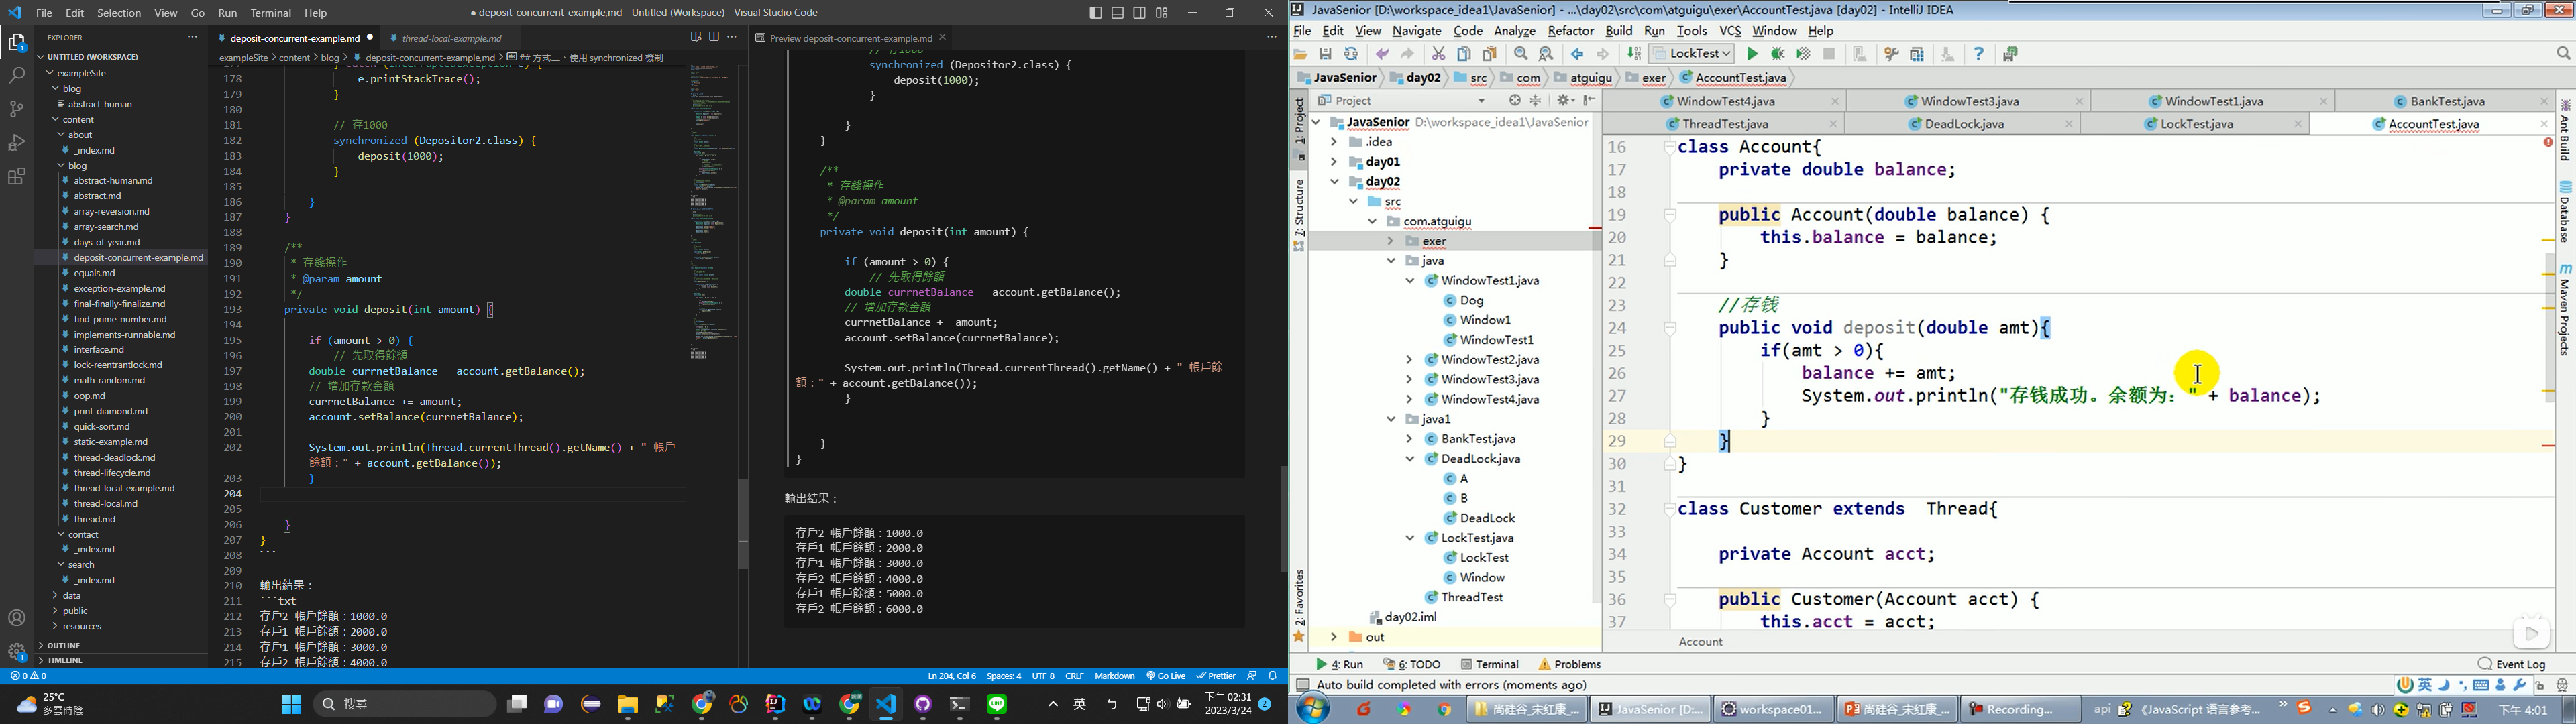 File Edit Selection View Go Run Terminal Help
● deposit-concurrent-example,md - Untitled (Workspace) - Visual Studio Code
EXPLORER
UNTITLED (WORKSPACE)
exampleSite
blog
abstract-human
content
about
_index.md
blog
abstract-human.md
abstract.md
array-reversion.md
array-search.md
days-of-year.md
deposit-concurrent-example,md
equals.md
exception-example.md
final-finally-finalize.md
find-prime-number.md
implements-runnable.md
interface.md
lock-reentrantlock.md
math-random.md
oop.md
print-diamond.md
quick-sort.md
static-example.md
thread-deadlock.md
thread-lifecycle.md
thread-local-example.md
thread-local.md
thread.md
contact
_index.md
search
_index.md
data
public
resources
OUTLINE
TIMELINE
deposit-concurrent-example,md ●
thread-local-example.md
exampleSite > content > blog > deposit-concurrent-example,md > ## 方式二、使用 synchronized 機制
178 e.printStackTrace();
179 }
180
181 // 存1000
182 synchronized (Depositor2.class) {
183 deposit(1000);
184 }
185
186 }
187 }
188
189 /**
190 * 存錢操作
191 * @param amount
192 */
193 private void deposit(int amount) {
194
195 if (amount > 0) {
196 // 先取得餘額
197 double currnetBalance = account.getBalance();
198 // 增加存款金額
199 currnetBalance += amount;
200 account.setBalance(currnetBalance);
201
202 System.out.println(Thread.currentThread().getName() + " 帳戶
餘額：" + account.getBalance());
203 }
204
205
206 }
207 }
208 ```
209
210 輸出結果：
211 ```txt
212 存戶2 帳戶餘額：1000.0
213 存戶1 帳戶餘額：2000.0
214 存戶1 帳戶餘額：3000.0
215 存戶2 帳戶餘額：4000.0
Preview deposit-concurrent-example,md
// 存1000
synchronized (Depositor2.class) {
deposit(1000);
}
}
}
/**
* 存錢操作
* @param amount
*/
private void deposit(int amount) {
if (amount > 0) {
// 先取得餘額
double currnetBalance = account.getBalance();
// 增加存款金額
currnetBalance += amount;
account.setBalance(currnetBalance);
System.out.println(Thread.currentThread().getName() + " 帳戶餘
額：" + account.getBalance());
}
}
}
輸出結果：
存戶2 帳戶餘額：1000.0
存戶1 帳戶餘額：2000.0
存戶1 帳戶餘額：3000.0
存戶2 帳戶餘額：4000.0
存戶1 帳戶餘額：5000.0
存戶2 帳戶餘額：6000.0
0 0
Ln 204, Col 6 Spaces: 4 UTF-8 CRLF Markdown Go Live Prettier
25°C
多雲時陰
搜尋
英 ㄅ
下午 02:31
2023/3/24
2
JavaSenior [D:\workspace_idea1\JavaSenior] - ...\day02\src\com\atguigu\exer\AccountTest.java [day02] - IntelliJ IDEA
File Edit View Navigate Code Analyze Refactor Build Run Tools VCS Window Help
LockTest
JavaSenior day02 src com atguigu exer AccountTest.java
Project
1: Project
7: Structure
2: Favorites
JavaSenior D:\workspace_idea1\JavaSenior
.idea
day01
day02
src
com.atguigu
exer
java
WindowTest1.java
Dog
Window1
WindowTest1
WindowTest2.java
WindowTest3.java
WindowTest4.java
java1
BankTest.java
DeadLock.java
A
B
DeadLock
LockTest.java
LockTest
Window
ThreadTest
day02.iml
out
WindowTest4.java WindowTest3.java WindowTest1.java BankTest.java
ThreadTest.java DeadLock.java LockTest.java AccountTest.java
16 class Account{
17 private double balance;
18
19 public Account(double balance) {
20 this.balance = balance;
21 }
22
23 //存钱
24 public void deposit(double amt){
25 if(amt > 0){
26 balance += amt;
27 System.out.println("存钱成功。余额为：" + balance);
28 }
29 }
30 }
31
32 class Customer extends Thread{
33
34 private Account acct;
35
36 public Customer(Account acct) {
37 this.acct = acct;
Account
Ant Build
Database
Maven Projects
4: Run 6: TODO Terminal Problems
Event Log
Auto build completed with errors (moments ago)
英
尚硅谷_宋红康_...
JavaSenior [D:...
workspace01...
尚硅谷_宋红康_...
Recording...
api
《JavaScript 语言参考...
下午 4:01